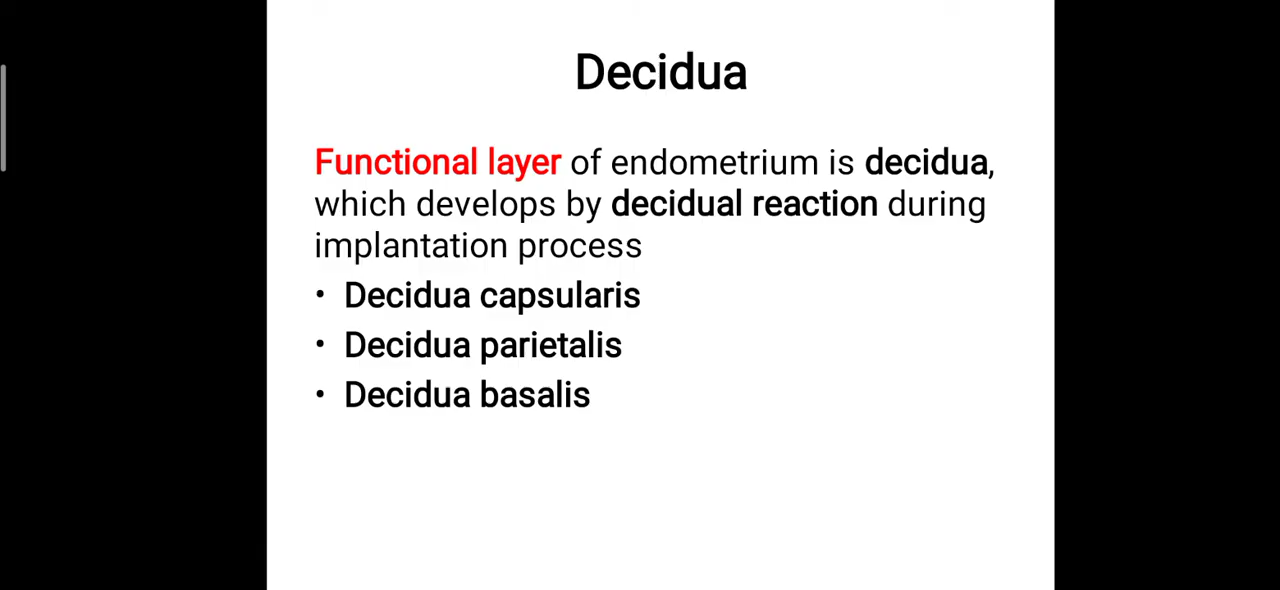 Decidua
Functional layer of endometrium is decidua,
which develops by decidual reaction during
implantation process
• Decidua capsularis
• Decidua parietalis
• Decidua basalis